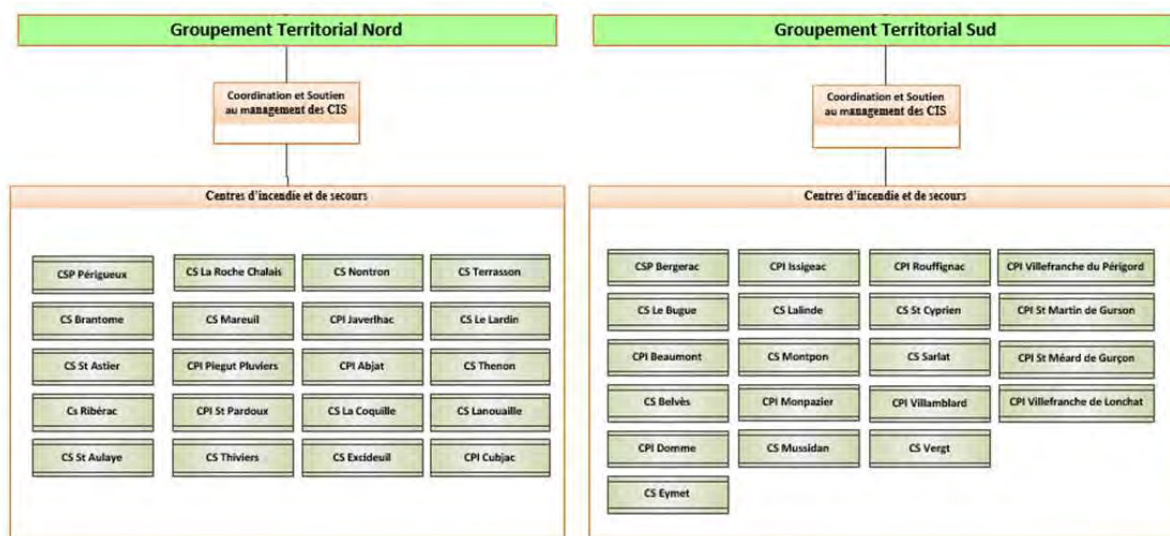 Groupement Territorial Nord
Coordination et Soutien
au management des CIS
Centres d'incendie et de secours
CSP Périgueux
CS La Roche Chalais
CS Nontron
CS Terrasson
CS Brantome
CS Mareuil
CPI Javerlhac
CS Le Lardin
CS St Astier
CPI Piegut Pluviers
CPI Abjat
CS Thenon
Cs Ribérac
CPI St Pardoux
CS La Coquille
CS Lanouaille
CS St Aulaye
CS Thiviers
CS Excideuil
CPI Cubjac
Groupement Territorial Sud
Coordination et Soutien
au management des CIS
Centres d'incendie et de secours
CSP Bergerac
CPI Issigeac
CPI Rouffignac
CPI Villefranche du Périgord
CS Le Bugue
CS Lalinde
CS St Cyprien
CPI St Martin de Gurson
CPI Beaumont
CS Montpon
CS Sarlat
CPI St Méard de Gurçon
CS Belvès
CPI Monpazier
CPI Villamblard
CPI Villefranche de Lonchat
CPI Domme
CS Mussidan
CS Vergt
CS Eymet